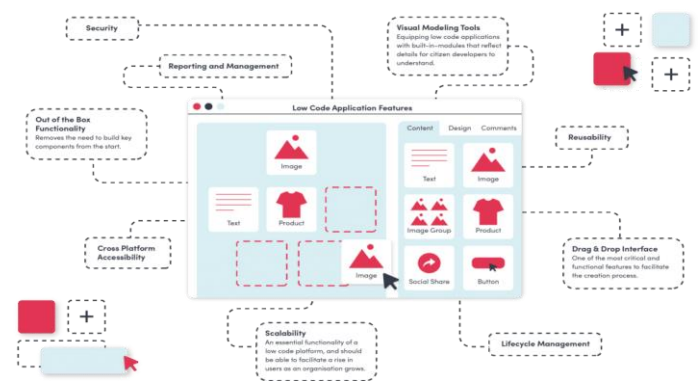 Security
Visual Modeling Tools
Equipping low code applications
with built-in-modules that reflect
details for citizen developers to
understand.
Reporting and Management
Low Code Application Features
Out of the Box
Functionality
Removes the need to build key
components from the start.
Content Design Comments
Reusability
Image
Text
Image
Text
Product
Image Group
Product
Cross Platform
Accessibility
Drag & Drop Interface
One of the most critical and
functional features to facilitate
the creation process.
Image
Social Share
Button
Scalability
An essential functionality of a
low code platform, and should
be able to facilitate a rise in
users as an organisation grows.
Lifecycle Management